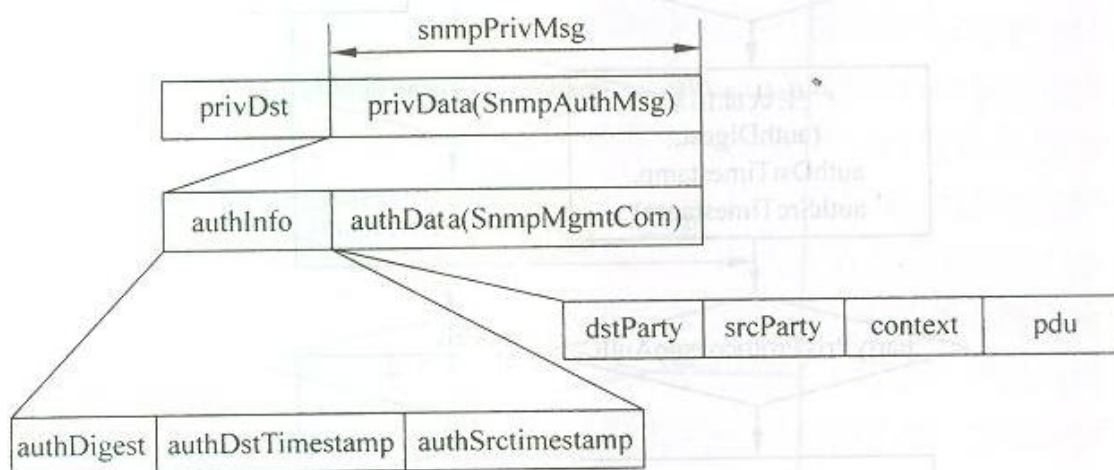 snmpPrivMsg
privDst
privData(SnmpAuthMsg)
authInfo
authData(SnmpMgmtCom)
dstParty
srcParty
context
pdu
authDigest
authDstTimestamp
authSrctimestamp